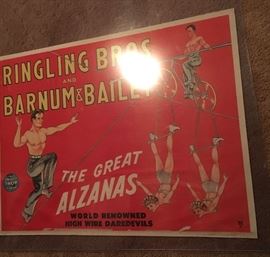 RINGLING BROS
AND
BARNUM & BAILEY
THE GREAT
ALZANAS
WORLD RENOWNED
HIGH WIRE DAREDEVILS